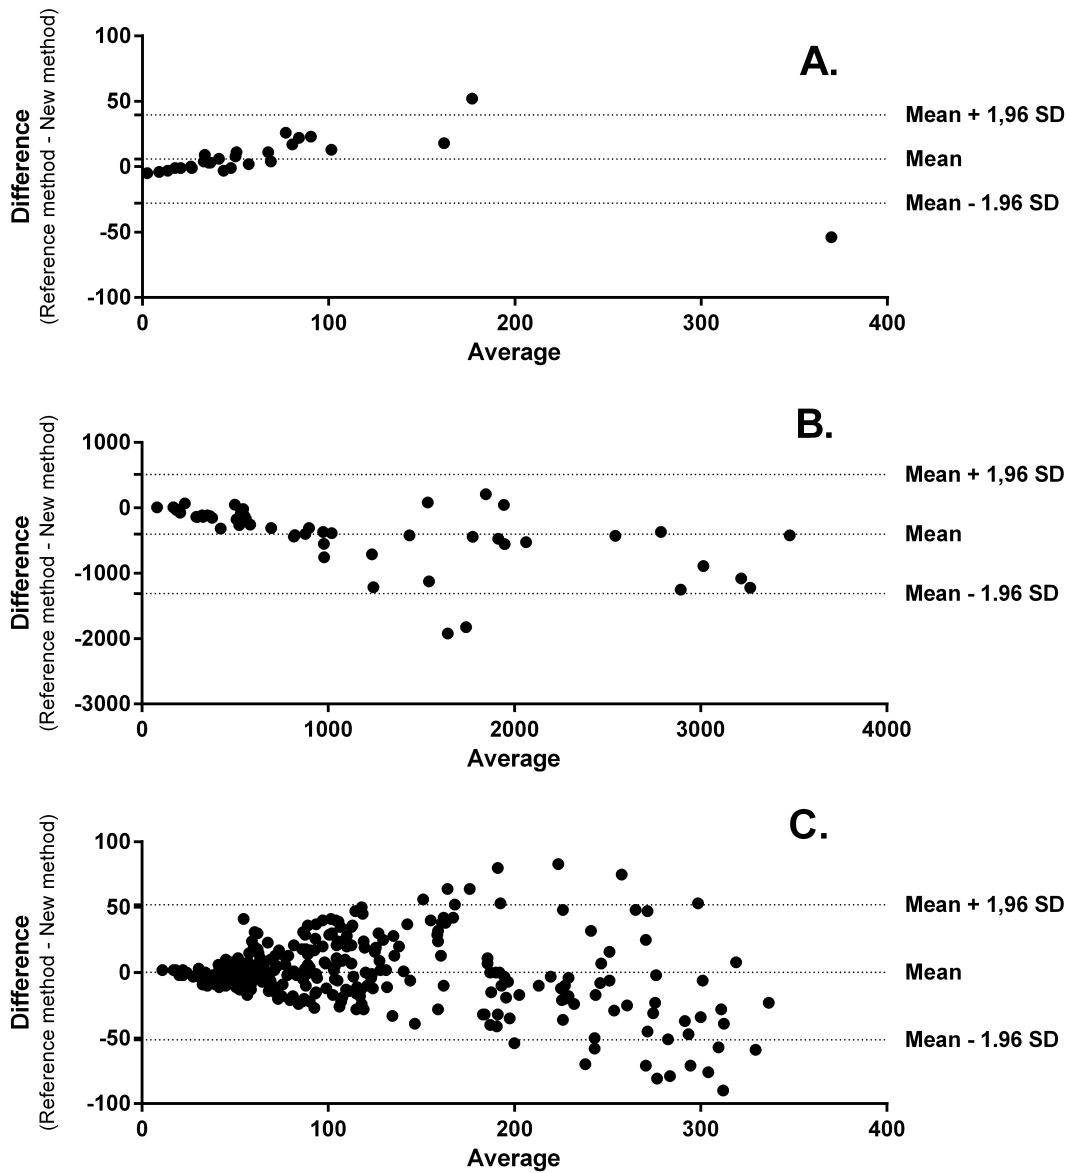 A.
Difference
(Reference method - New method)
100
50
0
-50
-100
Mean + 1,96 SD
Mean
Mean - 1.96 SD
0 100 200 300 400
Average
B.
Difference
(Reference method - New method)
1000
0
-1000
-2000
-3000
Mean + 1,96 SD
Mean
Mean - 1.96 SD
0 1000 2000 3000 4000
Average
C.
Difference
(Reference method - New method)
100
50
0
-50
-100
Mean + 1,96 SD
Mean
Mean - 1.96 SD
0 100 200 300 400
Average